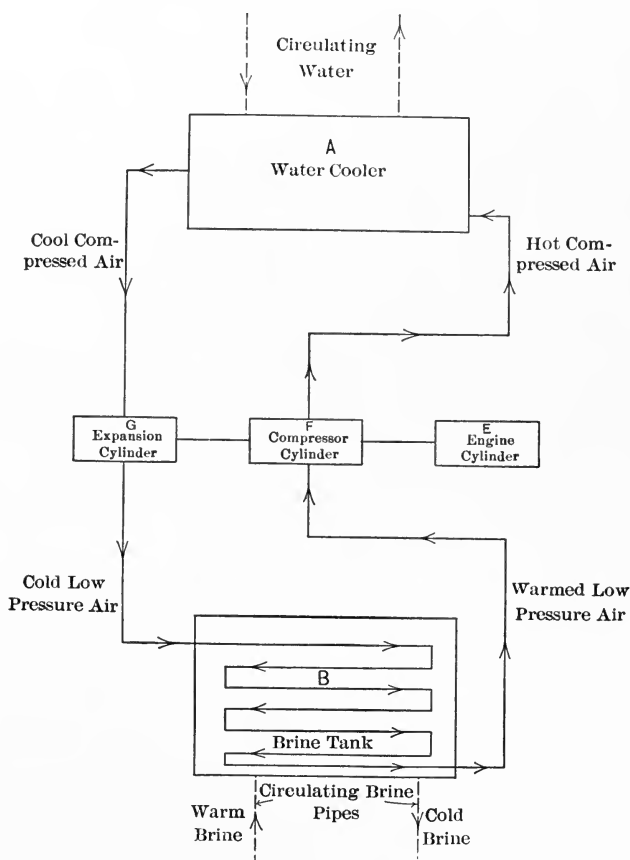 Circulating
Water
A
Water Cooler
Cool Com-
pressed Air
Hot Com-
pressed Air
G
Expansion
Cylinder
F
Compressor
Cylinder
E
Engine
Cylinder
Cold Low
Pressure Air
Warmed Low
Pressure Air
B
Brine Tank
Circulating Brine
Pipes
Warm
Brine
Cold
Brine